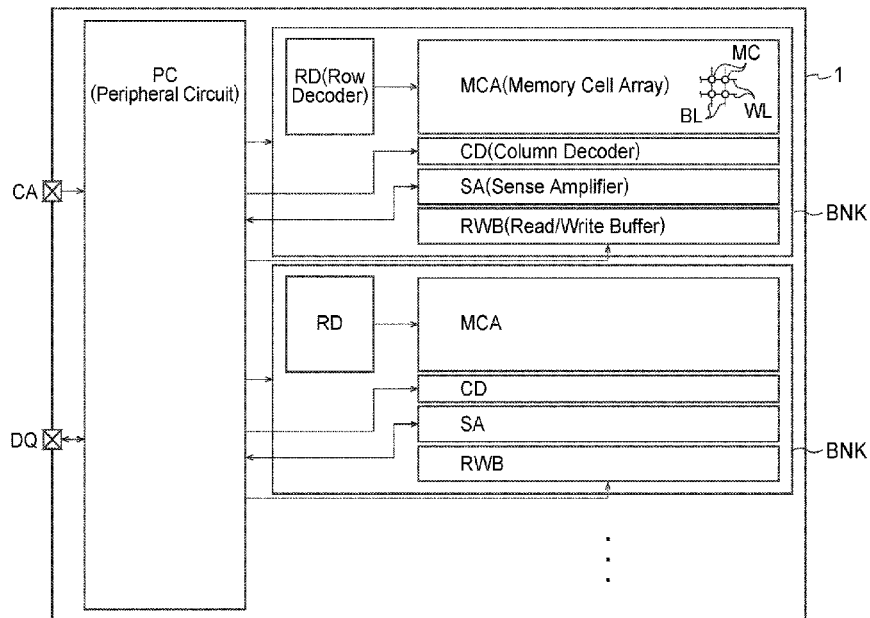 PC
(Peripheral Circuit)
RD(Row
Decoder)
MCA(Memory Cell Array)
MC
BL
WL
1
CD(Column Decoder)
CA
SA(Sense Amplifier)
RWB(Read/Write Buffer)
BNK
RD
MCA
CD
DQ
SA
BNK
RWB